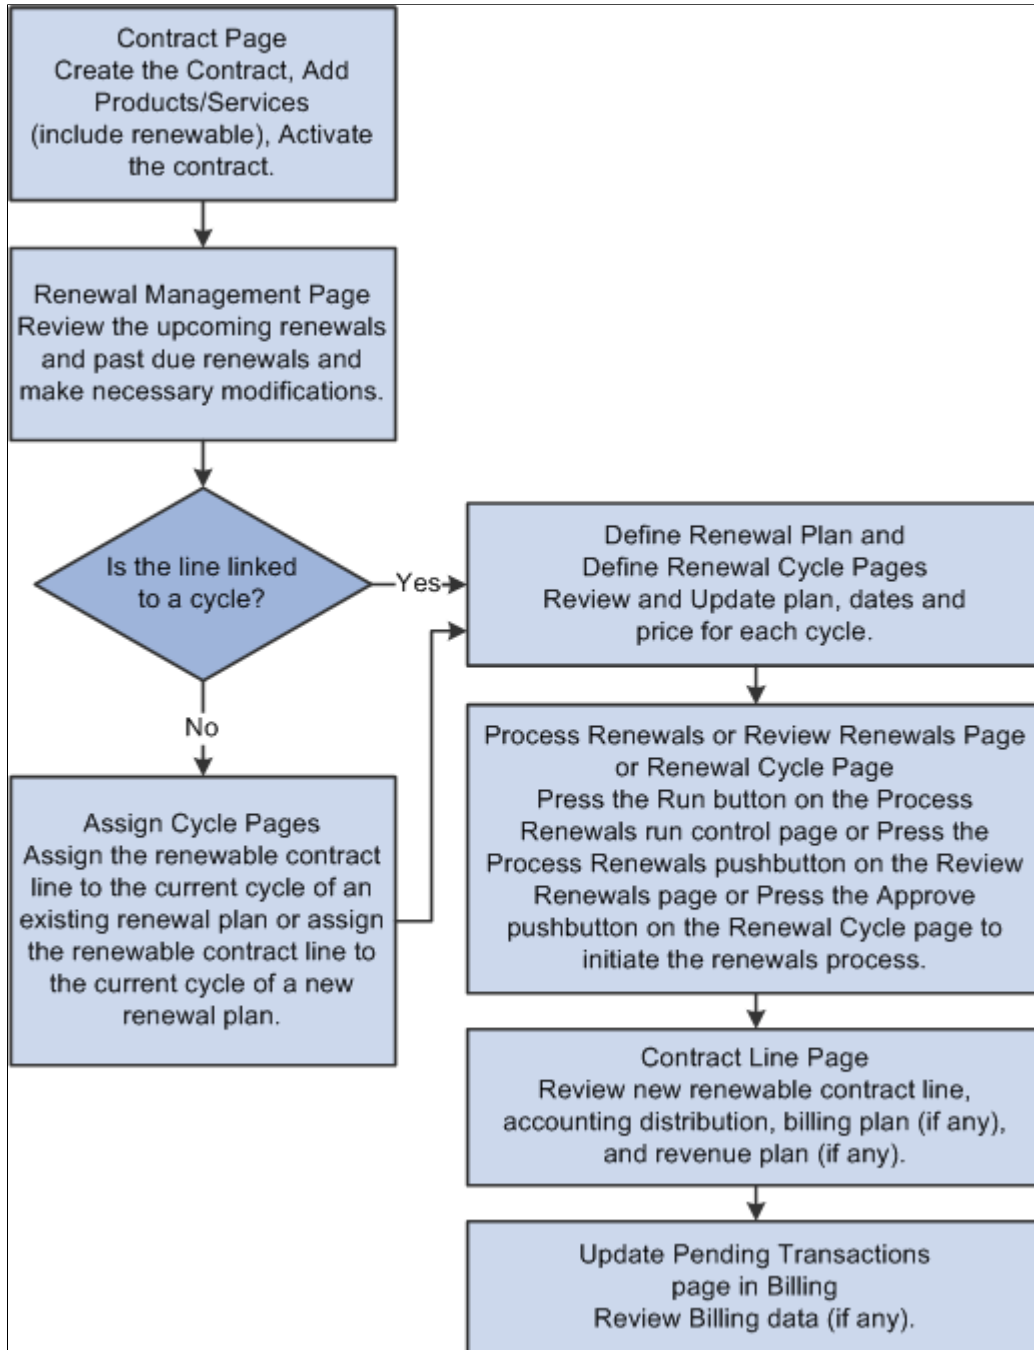 Contract Page
Create the Contract, Add
Products/Services
(include renewable), Activate
the contract.
Renewal Management Page
Review the upcoming renewals
and past due renewals and
make necessary modifications.
Is the line linked
to a cycle?
Yes
No
Assign Cycle Pages
Assign the renewable contract
line to the current cycle of an
existing renewal plan or assign
the renewable contract line to
the current cycle of a new
renewal plan.
Define Renewal Plan and
Define Renewal Cycle Pages
Review and Update plan, dates and
price for each cycle.
Process Renewals or Review Renewals Page
or Renewal Cycle Page
Press the Run button on the Process
Renewals run control page or Press the
Process Renewals pushbutton on the Review
Renewals page or Press the Approve
pushbutton on the Renewal Cycle page to
initiate the renewals process.
Contract Line Page
Review new renewable contract line,
accounting distribution, billing plan (if any),
and revenue plan (if any).
Update Pending Transactions
page in Billing
Review Billing data (if any).